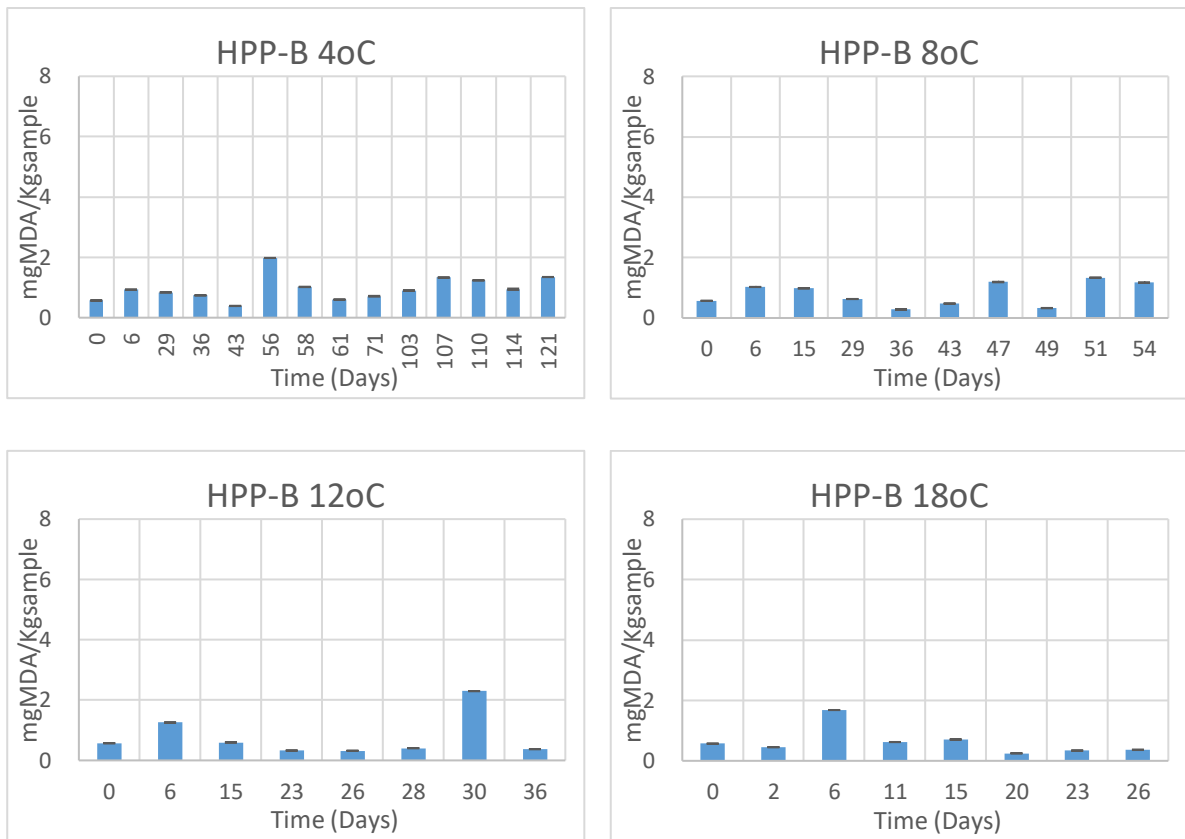 HPP-B 4oC
mgMDA/Kgsample
8
6
4
2
0
0 6 29 36 43 56 58 61 71 103 107 110 114 121
Time (Days)
HPP-B 8oC
mgMDA/Kgsample
8
6
4
2
0
0 6 15 29 36 43 47 49 51 54
Time (Days)
HPP-B 12oC
mgMDA/Kgsample
8
6
4
2
0
0 6 15 23 26 28 30 36
Time (Days)
HPP-B 18oC
mgMDA/Kgsample
8
6
4
2
0
0 2 6 11 15 20 23 26
Time (Days)